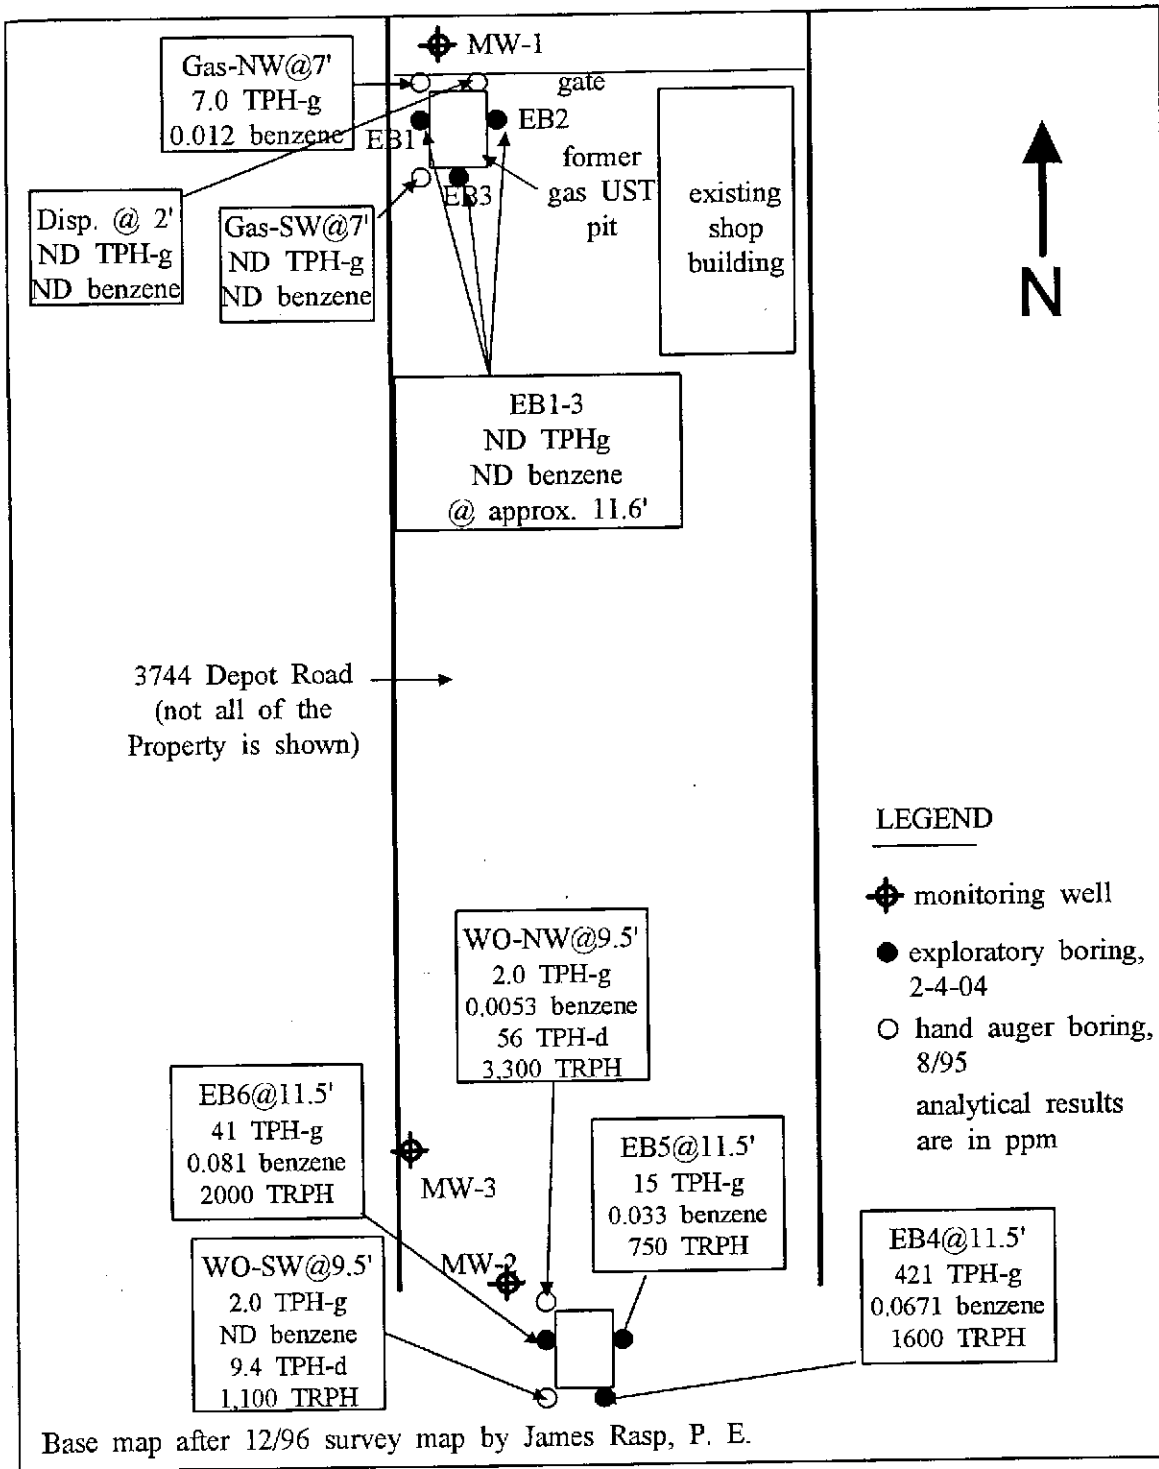 MW-1
Gas-NW@7'
7.0 TPH-g
0.012 benzene
gate
EB1
EB2
EB3
former
gas UST
pit
existing
shop
building
N
Disp. @ 2'
ND TPH-g
ND benzene
Gas-SW@7'
ND TPH-g
ND benzene
EB1-3
ND TPHg
ND benzene
@ approx. 11.6'
3744 Depot Road
(not all of the
Property is shown)
LEGEND
monitoring well
exploratory boring,
2-4-04
hand auger boring,
8/95
analytical results
are in ppm
WO-NW@9.5'
2.0 TPH-g
0.0053 benzene
56 TPH-d
3,300 TRPH
EB6@11.5'
41 TPH-g
0.081 benzene
2000 TRPH
MW-3
EB5@11.5'
15 TPH-g
0.033 benzene
750 TRPH
EB4@11.5'
421 TPH-g
0.0671 benzene
1600 TRPH
MW-2
WO-SW@9.5'
2.0 TPH-g
ND benzene
9.4 TPH-d
1,100 TRPH
Base map after 12/96 survey map by James Rasp, P. E.